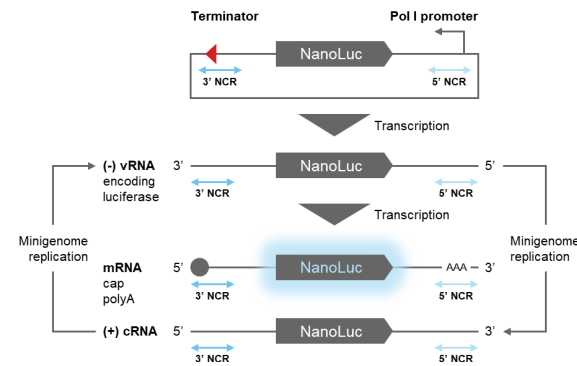 Terminator
Pol I promoter
NanoLuc
3’ NCR
5’ NCR
Transcription
(-) vRNA
encoding
luciferase
3’
NanoLuc
5’
3’ NCR
5’ NCR
Transcription
Minigenome
replication
Minigenome
replication
mRNA
cap
polyA
5’
NanoLuc
AAA
3’
3’ NCR
5’ NCR
(+) cRNA
5’
NanoLuc
3’
3’ NCR
5’ NCR